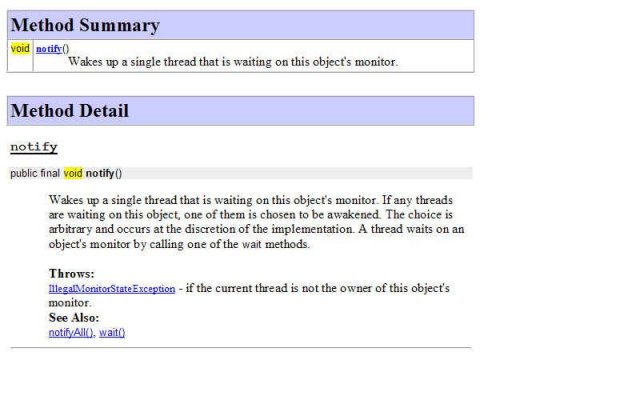 Method Summary
void notify()
Wakes up a single thread that is waiting on this object's monitor.
Method Detail
notify
public final void notify()
Wakes up a single thread that is waiting on this object's monitor. If any threads
are waiting on this object, one of them is chosen to be awakened. The choice is
arbitrary and occurs at the discretion of the implementation. A thread waits on an
object's monitor by calling one of the wait methods.
Throws:
IllegalMonitorStateException - if the current thread is not the owner of this object's
monitor.
See Also:
notifyAll(), wait()